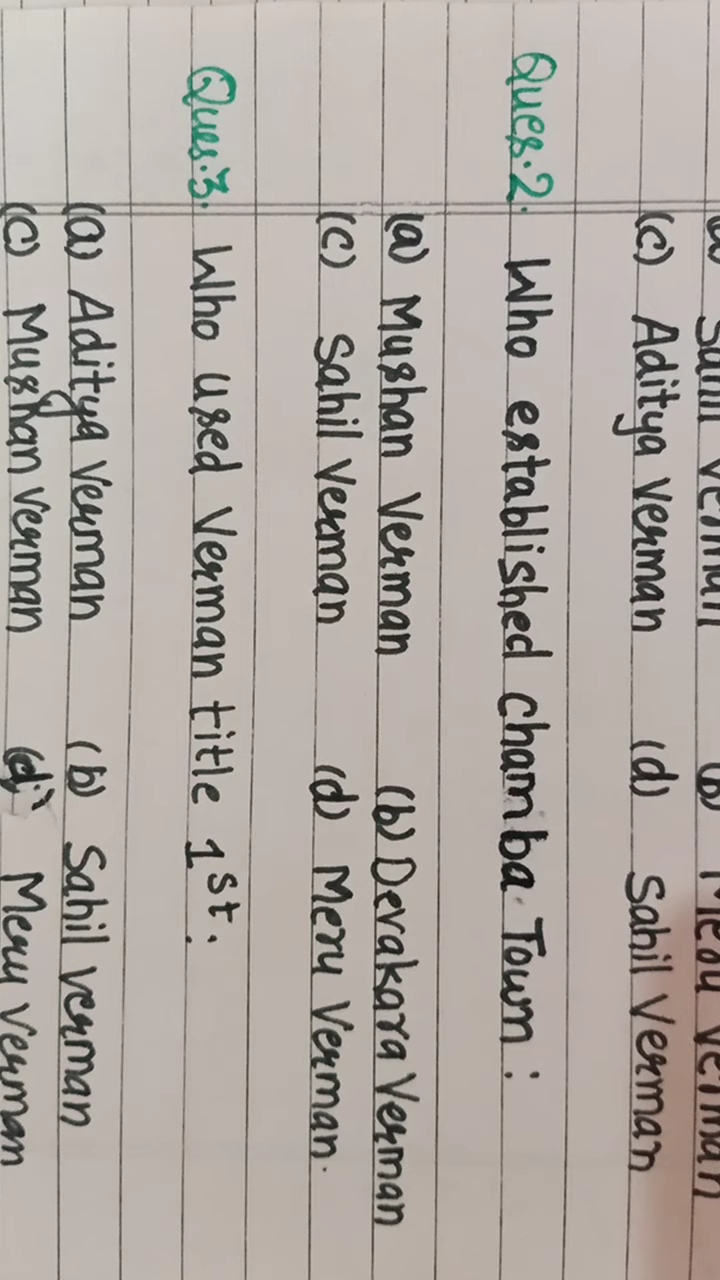 (c) Aditya Verman (d) Sahil Verman
Ques.2. Who established Chamba Town:
(a) Mushan Verman (b) Devakara Verman
(c) Sahil Verman (d) Meru Verman.
Ques.3. Who used Verman title 1st:
(a) Aditya Verman (b) Sahil Verman
(c) Mushan Verman (d) Meru Verman